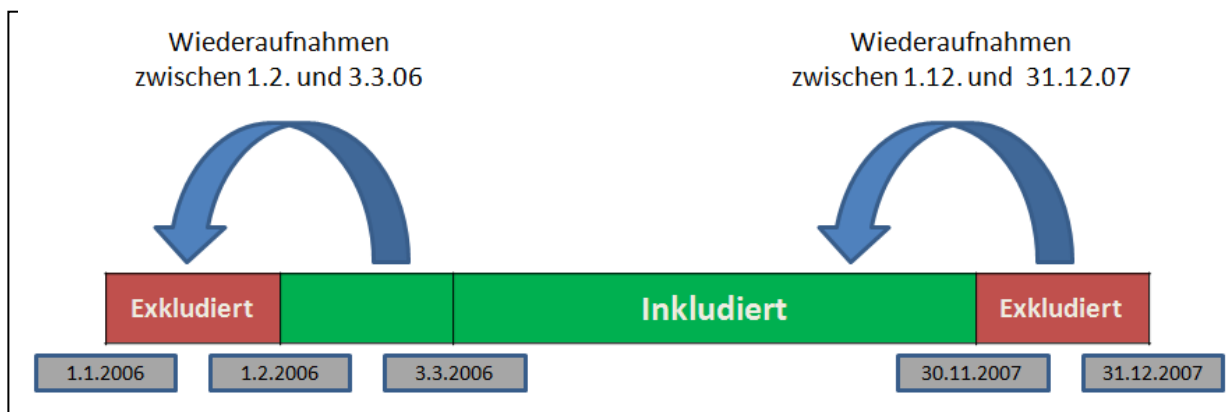 Wiederaufnahmen
zwischen 1.2. und 3.3.06
Wiederaufnahmen
zwischen 1.12. und 31.12.07
Exkludiert
Inkludiert
Exkludiert
1.1.2006
1.2.2006
3.3.2006
30.11.2007
31.12.2007